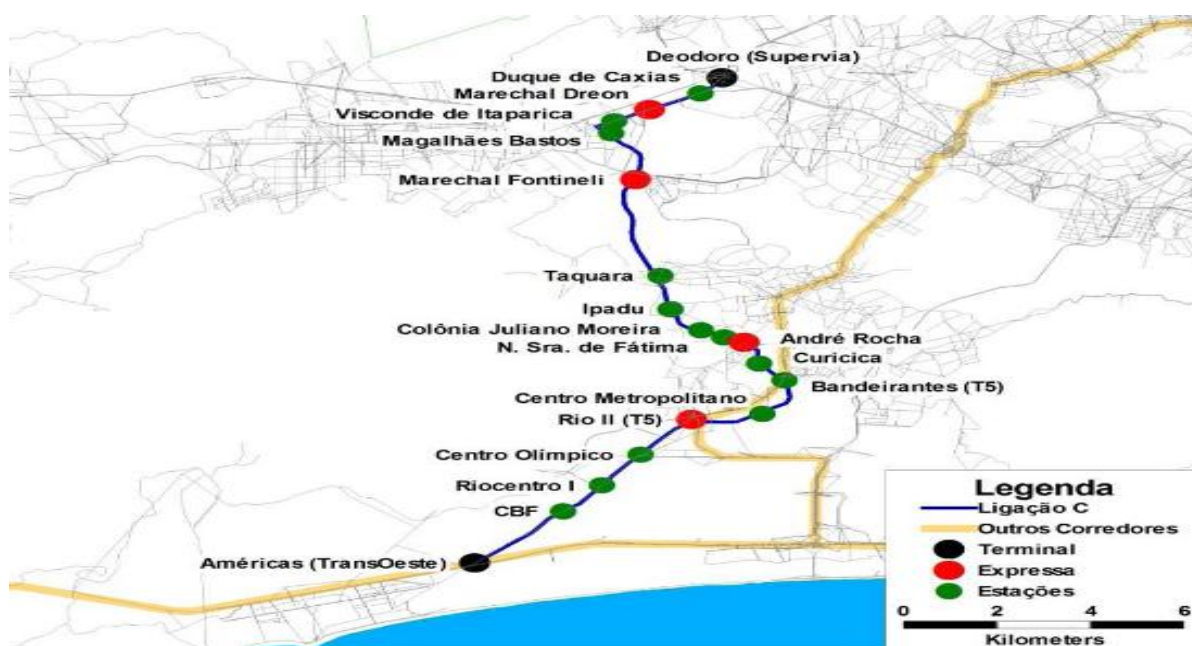 Deodoro (Supervia)
Duque de Caxias
Marechal Dreon
Visconde de Itaparica
Magalhães Bastos
Marechal Fontineli
Taquara
Ipadu
Colônia Juliano Moreira
N. Sra. de Fátima
André Rocha
Curicica
Bandeirantes (T5)
Centro Metropolitano
Rio II (T5)
Centro Olímpico
Riocentro I
CBF
Américas (TransOeste)
Legenda
Ligação C
Outros Corredores
Terminal
Expressa
Estações
0 2 4 6
Kilometers